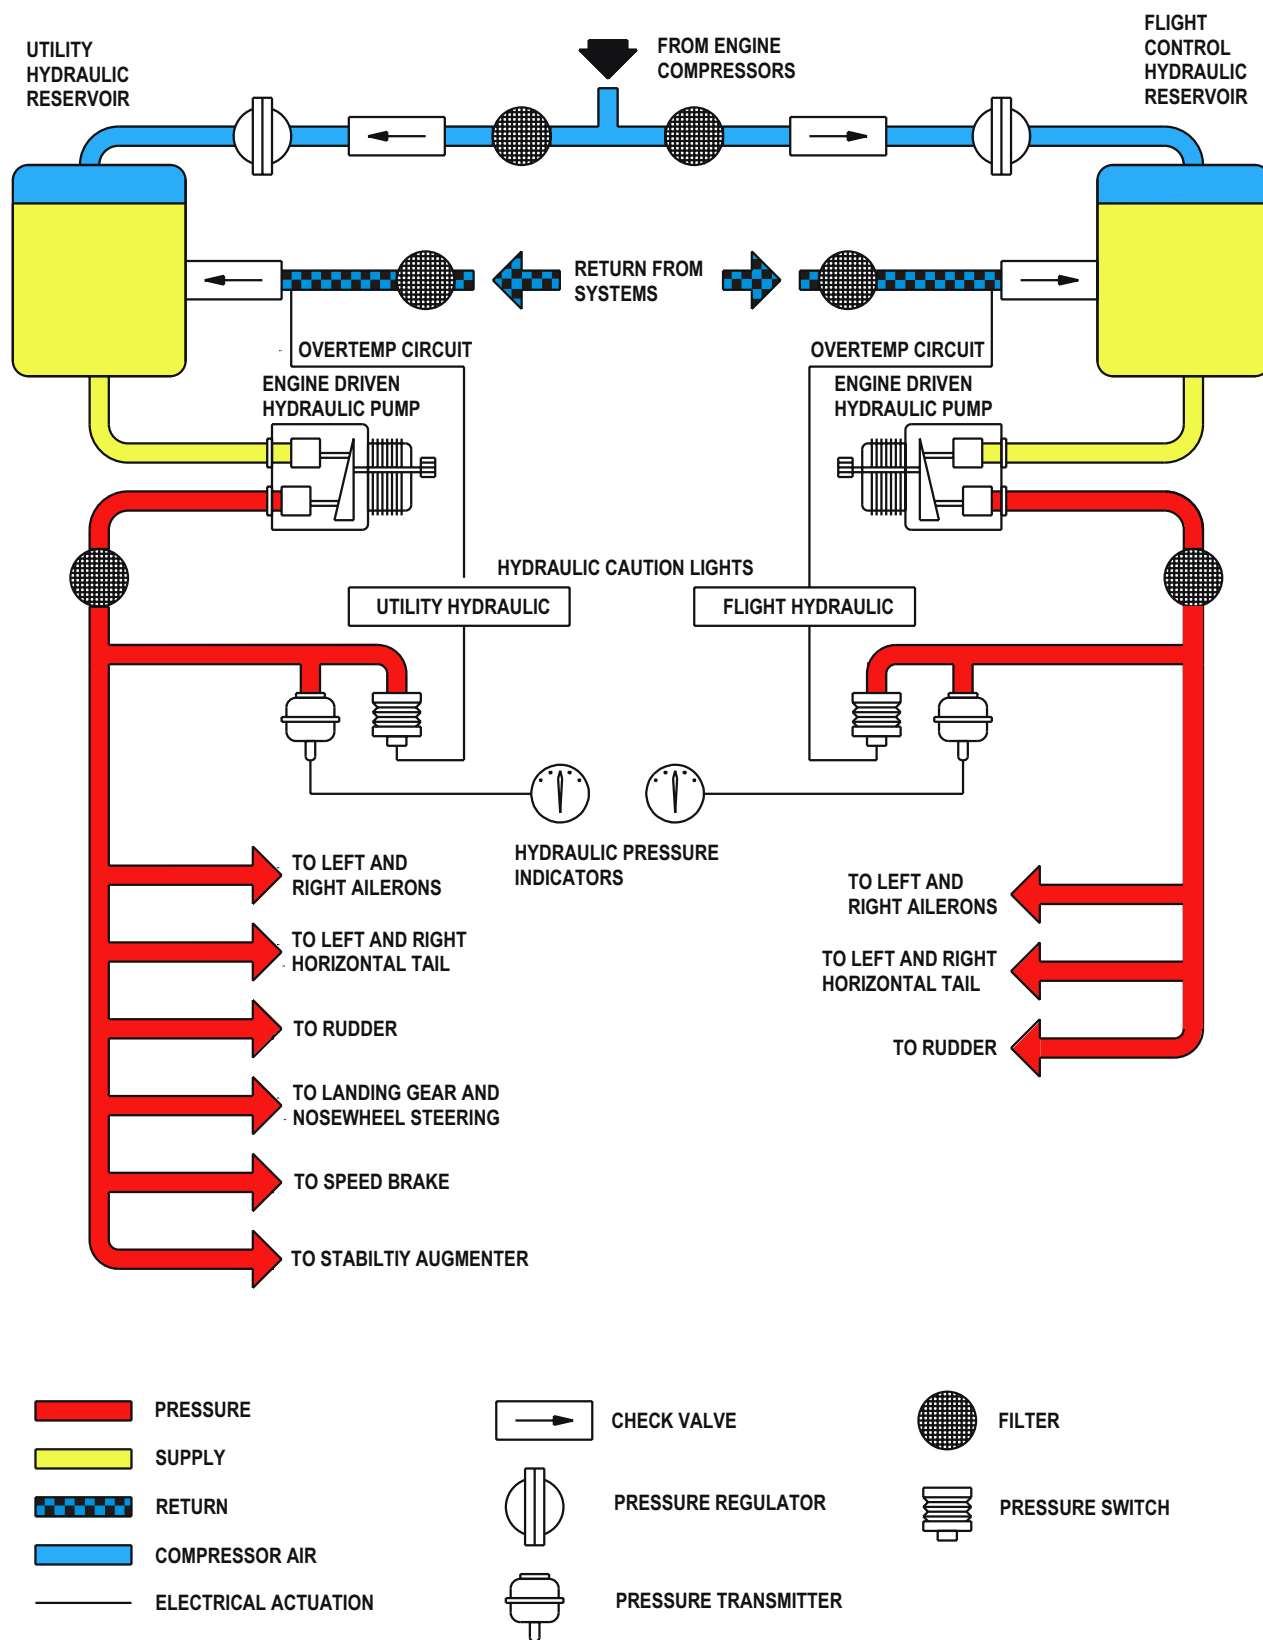 UTILITY
HYDRAULIC
RESERVOIR
FROM ENGINE
COMPRESSORS
FLIGHT
CONTROL
HYDRAULIC
RESERVOIR
RETURN FROM
SYSTEMS
OVERTEMP CIRCUIT
OVERTEMP CIRCUIT
ENGINE DRIVEN
HYDRAULIC PUMP
ENGINE DRIVEN
HYDRAULIC PUMP
HYDRAULIC CAUTION LIGHTS
UTILITY HYDRAULIC
FLIGHT HYDRAULIC
HYDRAULIC PRESSURE
INDICATORS
TO LEFT AND
RIGHT AILERONS
TO LEFT AND RIGHT
HORIZONTAL TAIL
TO RUDDER
TO LANDING GEAR AND
NOSEWHEEL STEERING
TO SPEED BRAKE
TO STABILTIY AUGMENTER
TO LEFT AND
RIGHT AILERONS
TO LEFT AND RIGHT
HORIZONTAL TAIL
TO RUDDER
PRESSURE
SUPPLY
RETURN
COMPRESSOR AIR
ELECTRICAL ACTUATION
CHECK VALVE
PRESSURE REGULATOR
PRESSURE TRANSMITTER
FILTER
PRESSURE SWITCH